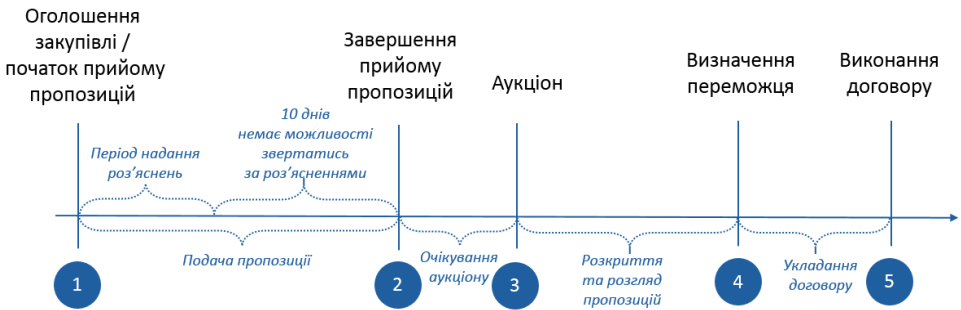 Оголошення
закупівлі /
початок прийому
пропозицій
Завершення
прийому
пропозицій
Аукціон
Визначення
переможця
Виконання
договору
Період надання
роз’яснень
10 днів
немає можливості
звертатись
за роз’ясненнями
Подача пропозиції
Очікування
аукціону
Розкриття
та розгляд
пропозицій
Укладання
договору
1
2
3
4
5